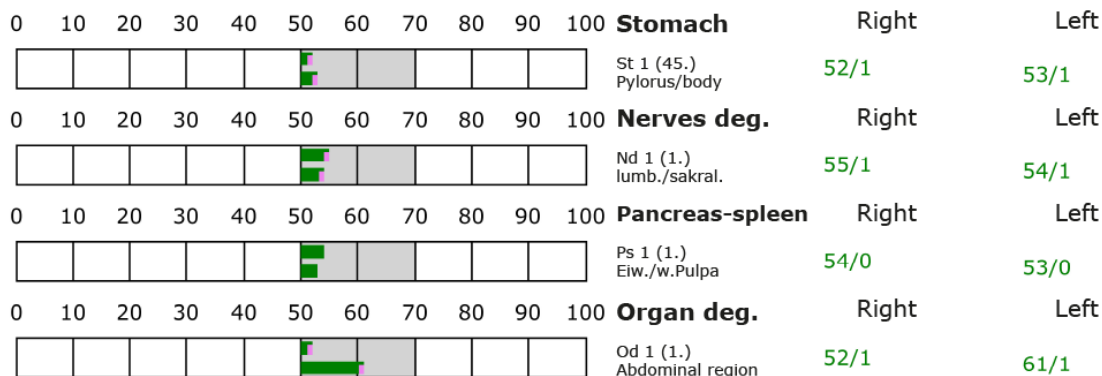 0 10 20 30 40 50 60 70 80 90 100 Stomach Right Left
St 1 (45.) 52/1 53/1
Pylorus/body
0 10 20 30 40 50 60 70 80 90 100 Nerves deg. Right Left
Nd 1 (1.) 55/1 54/1
lumb./sakral.
0 10 20 30 40 50 60 70 80 90 100 Pancreas-spleen Right Left
Ps 1 (1.) 54/0 53/0
Eiw./w.Pulpa
0 10 20 30 40 50 60 70 80 90 100 Organ deg. Right Left
Od 1 (1.) 52/1 61/1
Abdominal region